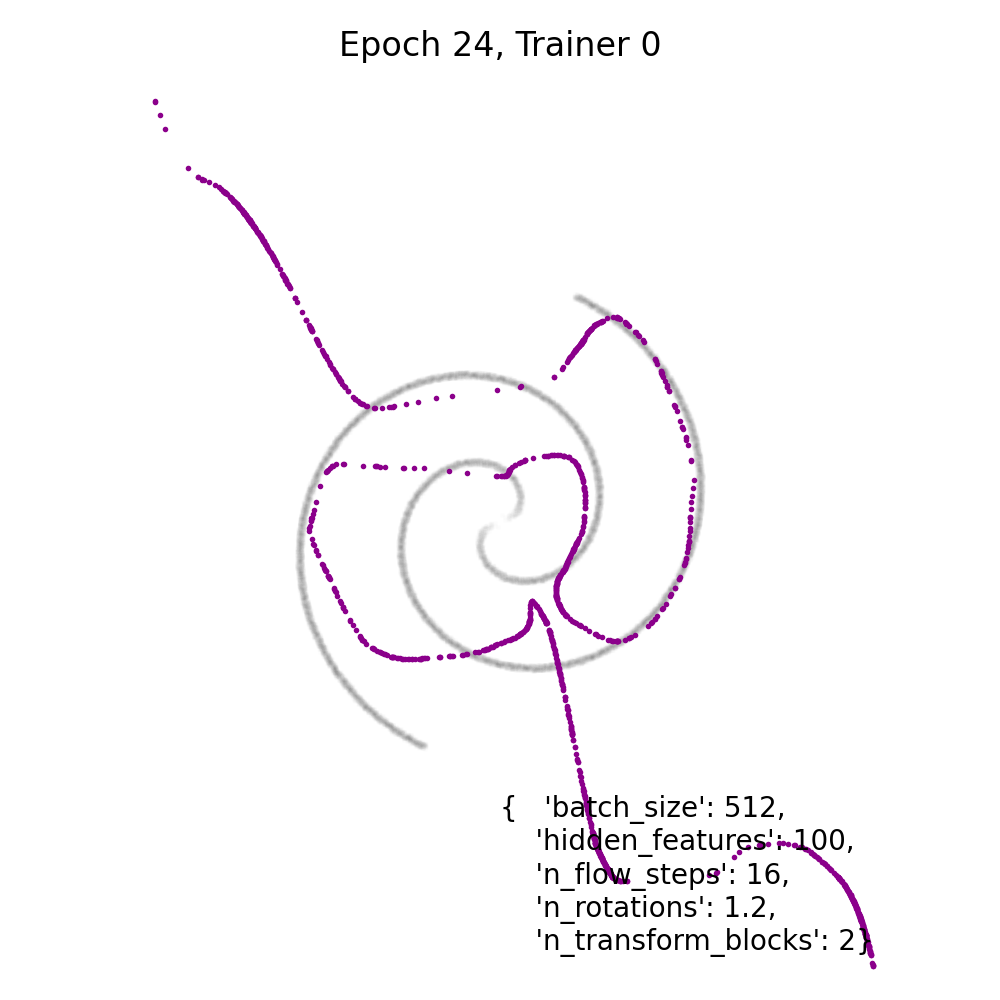 Epoch 24, Trainer 0
{ 'batch_size': 512,
'hidden_features': 100,
'n_flow_steps': 16,
'n_rotations': 1.2,
'n_transform_blocks': 2}